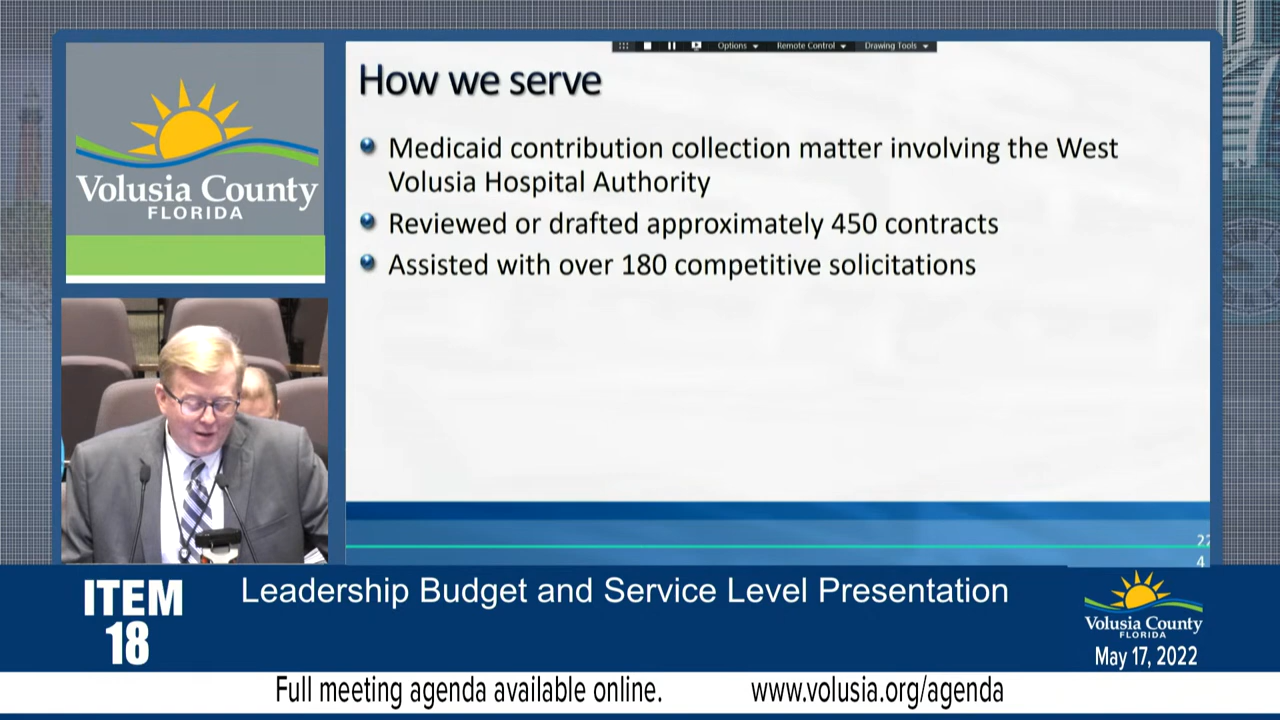 Options
Remote Control
Drawing Tools
Volusia County
FLORIDA
How we serve
Medicaid contribution collection matter involving the West
Volusia Hospital Authority
Reviewed or drafted approximately 450 contracts
Assisted with over 180 competitive solicitations
22
4
ITEM
18
Leadership Budget and Service Level Presentation
Volusia County
FLORIDA
May 17, 2022
Full meeting agenda available online.
www.volusia.org/agenda